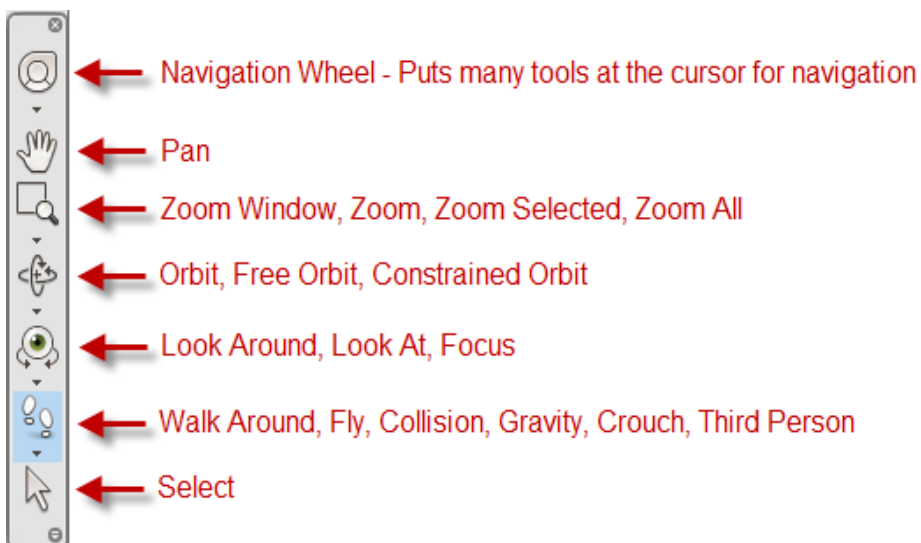 Navigation Wheel - Puts many tools at the cursor for navigation
Pan
Zoom Window, Zoom, Zoom Selected, Zoom All
Orbit, Free Orbit, Constrained Orbit
Look Around, Look At, Focus
Walk Around, Fly, Collision, Gravity, Crouch, Third Person
Select